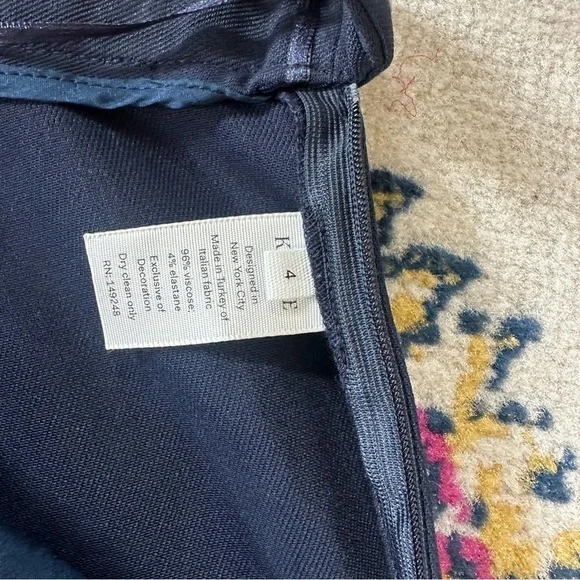 K 4 E
Designed in
New York City
Made in Turkey of
Italian fabric
96% viscose;
4% elastane
Exclusive of
Decoration
Dry clean only
RN: 149248